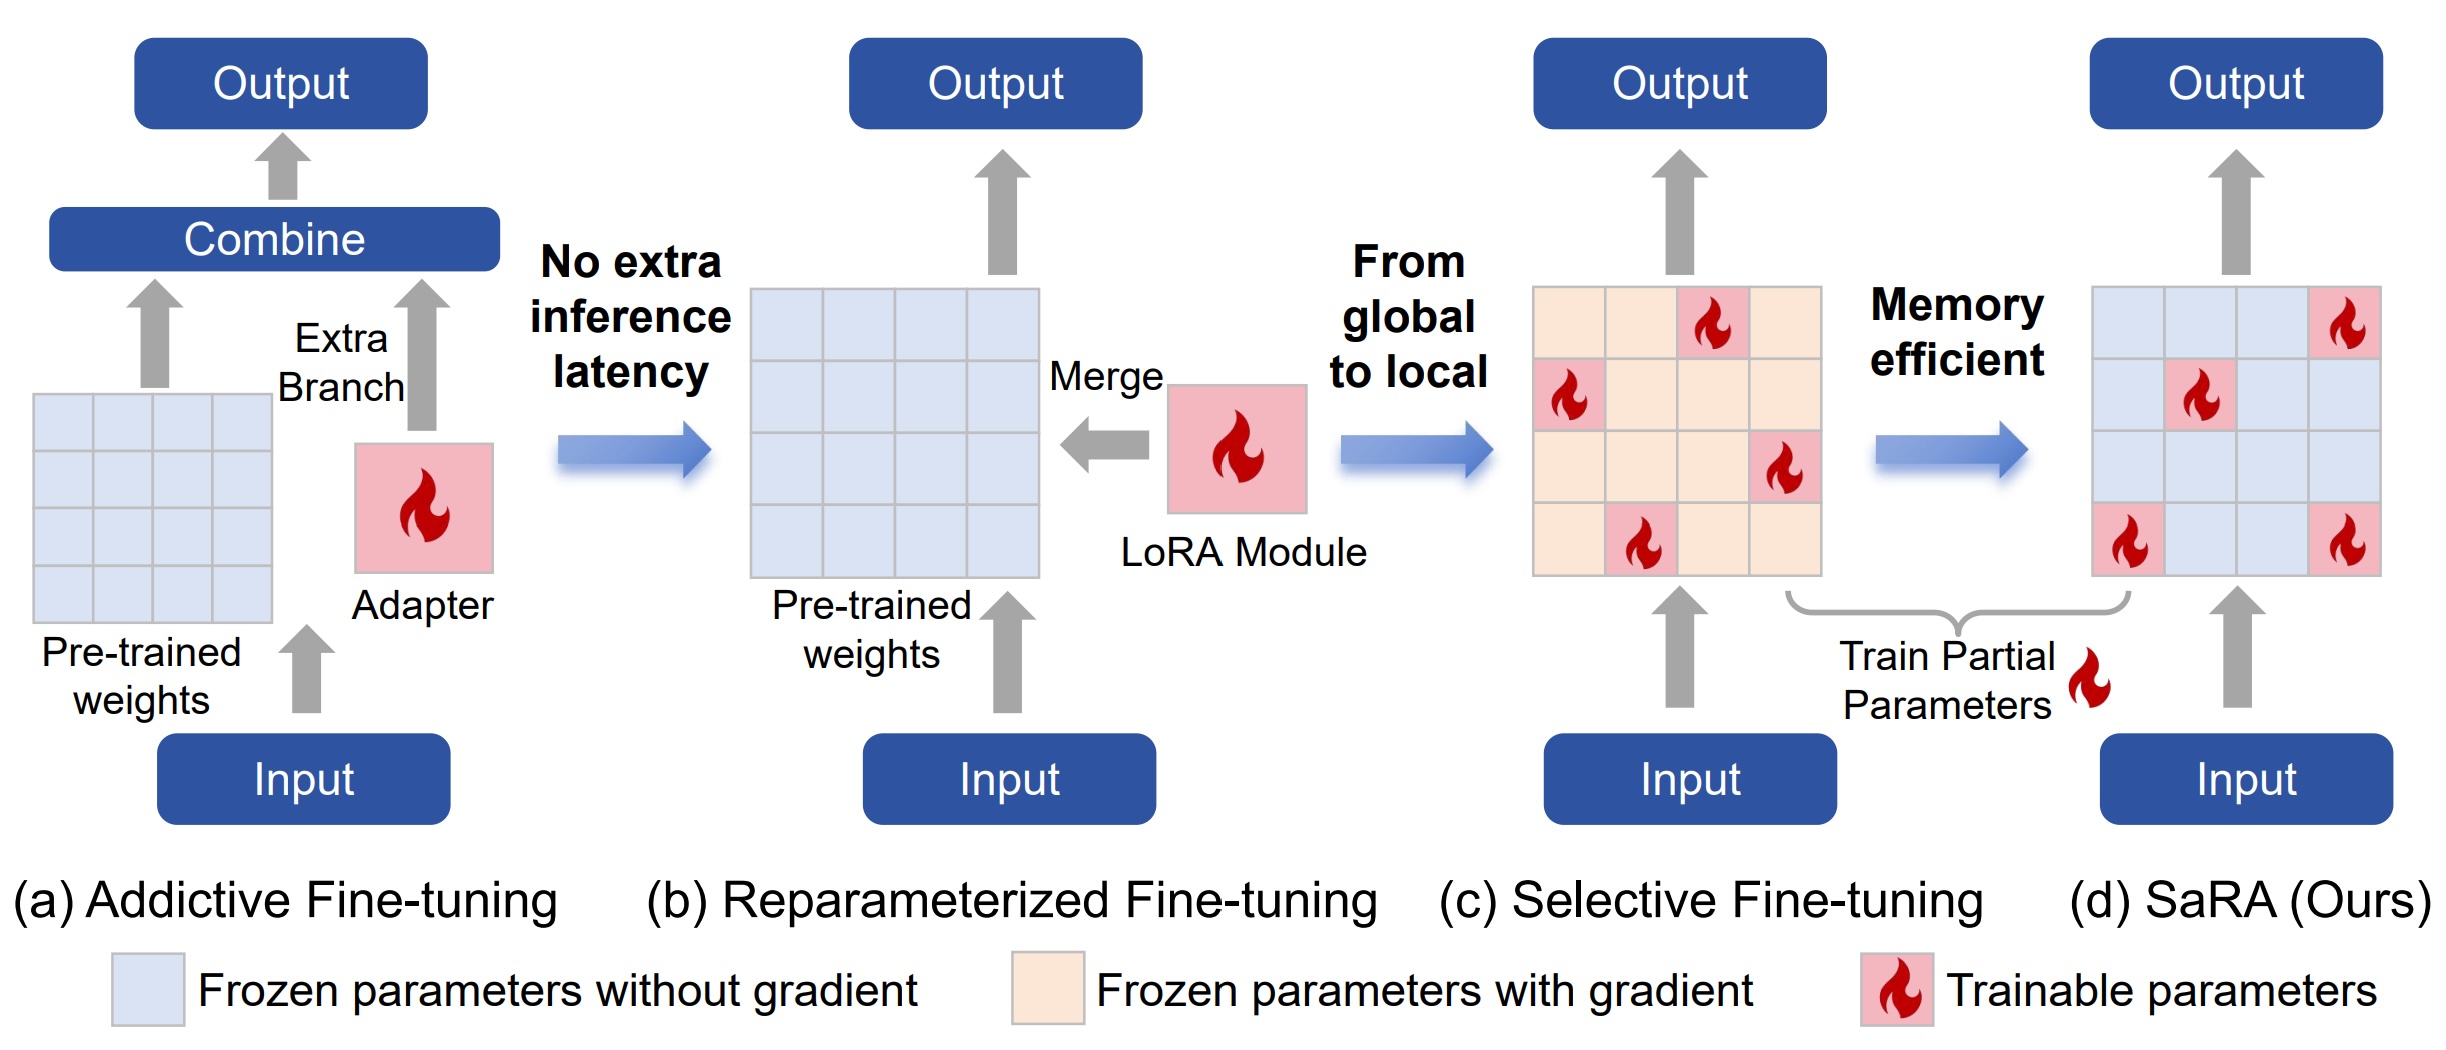 Output
Combine
Extra
Branch
Adapter
Pre-trained
weights
Input
No extra
inference
latency
Output
Merge
LoRA Module
Pre-trained
weights
Input
From
global
to local
Output
Input
Memory
efficient
Train Partial
Parameters
Output
Input
(a) Addictive Fine-tuning
(b) Reparameterized Fine-tuning
(c) Selective Fine-tuning
(d) SaRA (Ours)
Frozen parameters without gradient
Frozen parameters with gradient
Trainable parameters